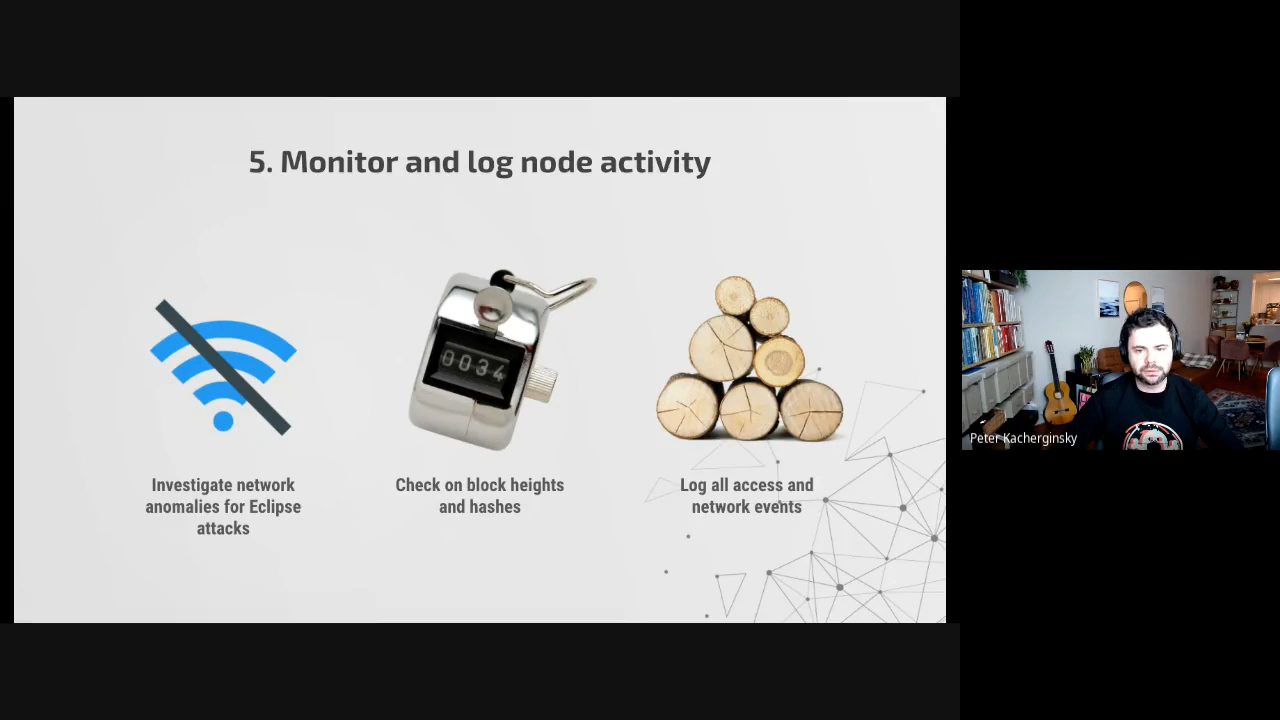 5. Monitor and log node activity
0034
Investigate network
anomalies for Eclipse
attacks
Check on block heights
and hashes
Log all access and
network events
Peter Kacherginsky